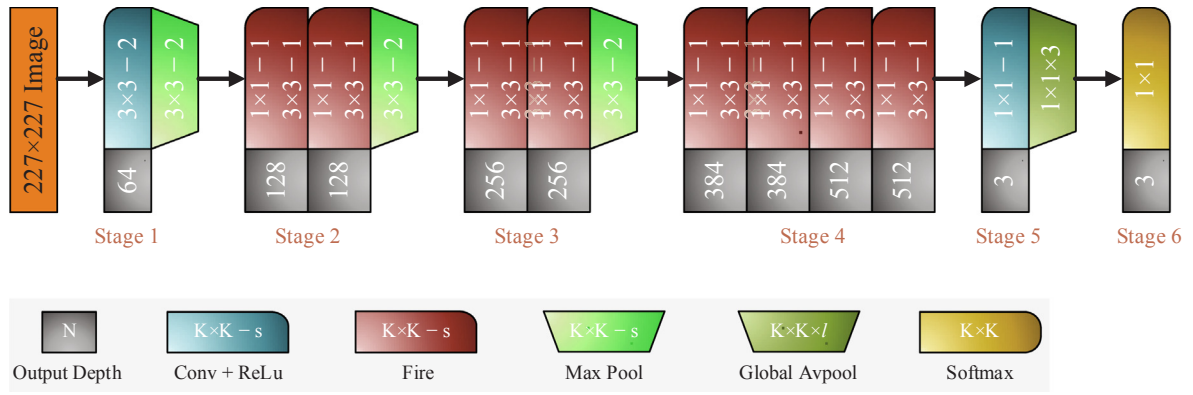 227×227 Image
3×3 − 2
3×3 − 2
64
Stage 1
1×1 − 1
3×3 − 1
1×1 − 1
3×3 − 1
3×3 − 2
128
128
Stage 2
1×1 − 1
3×3 − 1
1×1 − 1
3×3 − 1
3×3 − 2
256
256
Stage 3
1×1 − 1
3×3 − 1
3×3 − 1
1×1 − 1
3×3 − 1
1×1 − 1
3×3 − 1
384
384
512
512
Stage 4
1×1 − 1
1×1×3
3
Stage 5
1×1
3
Stage 6
N
Output Depth
K×K − s
Conv + ReLu
K×K − s
Fire
K×K − s
Max Pool
K×K×l
Global Avpool
K×K
Softmax